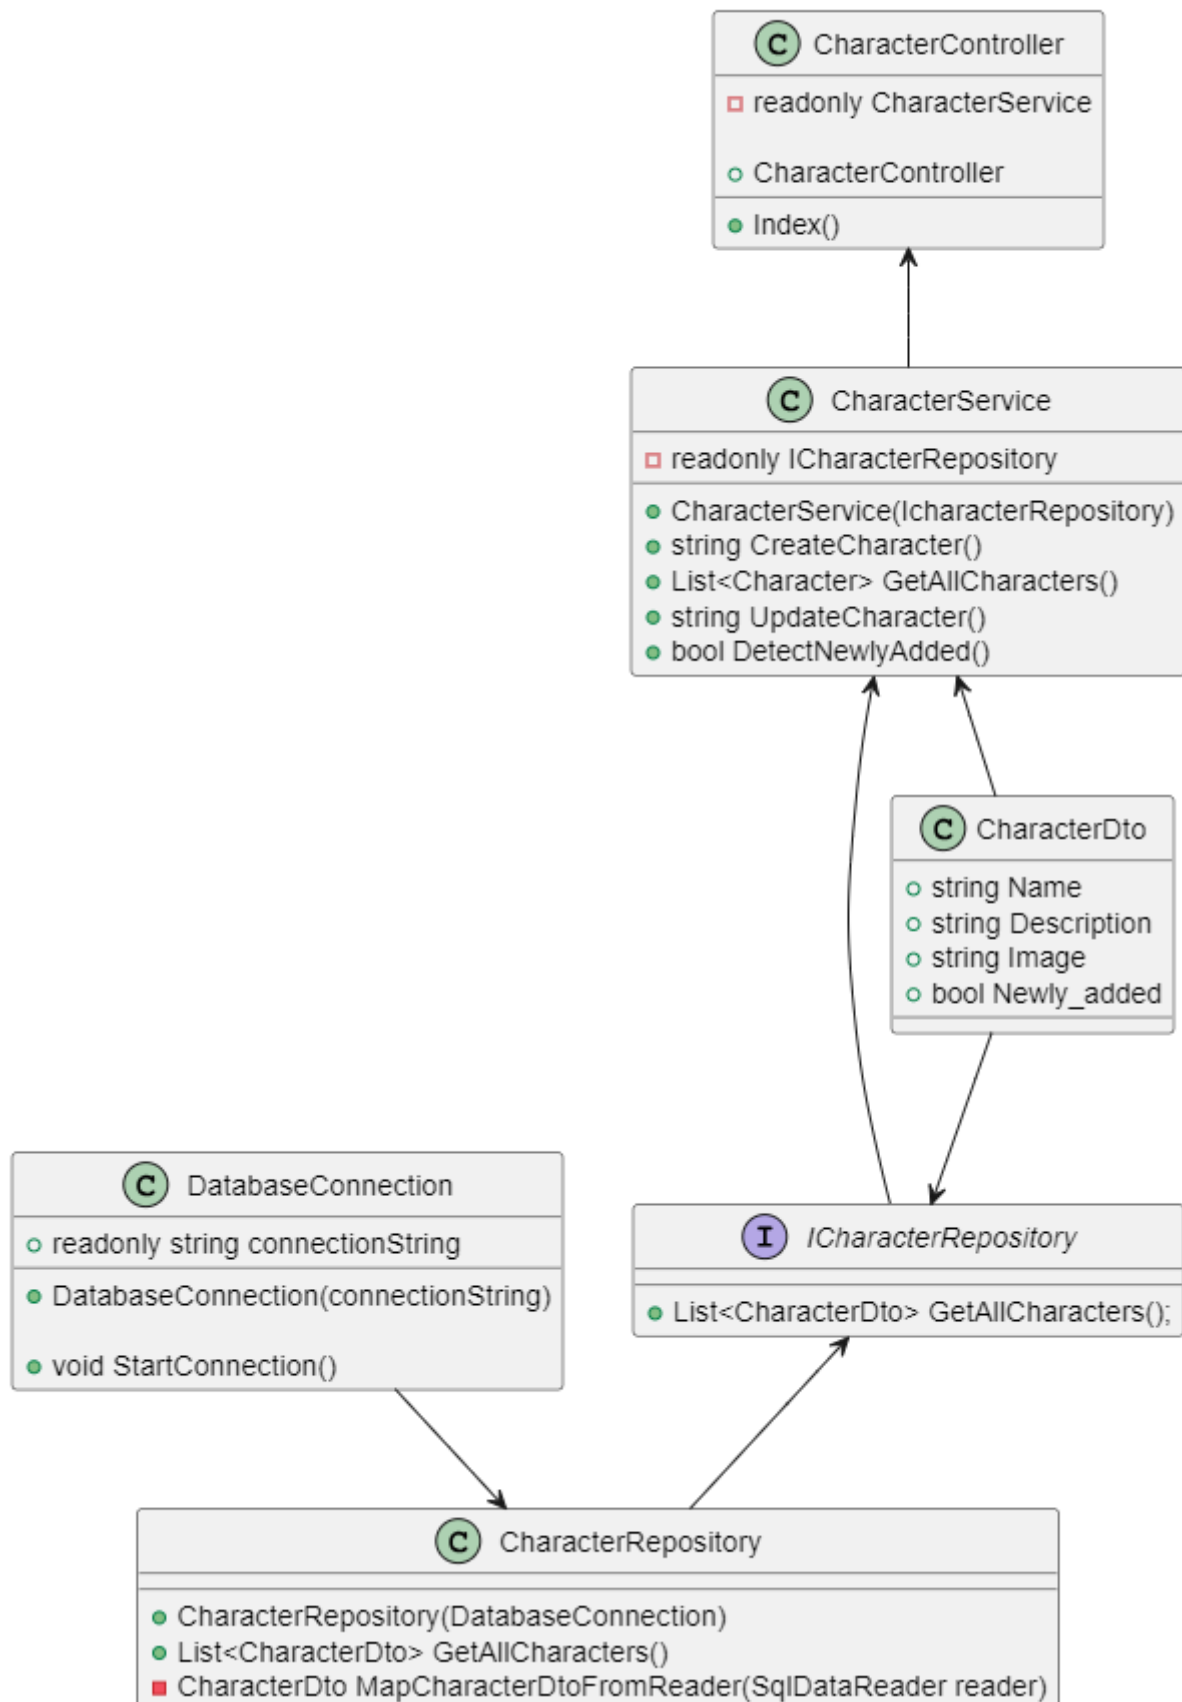 C CharacterController
readonly CharacterService
CharacterController
Index()
C CharacterService
readonly ICharacterRepository
CharacterService(IcharacterRepository)
string CreateCharacter()
List<Character> GetAllCharacters()
string UpdateCharacter()
bool DetectNewlyAdded()
C CharacterDto
string Name
string Description
string Image
bool Newly_added
C DatabaseConnection
readonly string connectionString
DatabaseConnection(connectionString)
void StartConnection()
I ICharacterRepository
List<CharacterDto> GetAllCharacters();
C CharacterRepository
CharacterRepository(DatabaseConnection)
List<CharacterDto> GetAllCharacters()
CharacterDto MapCharacterDtoFromReader(SqlDataReader reader)